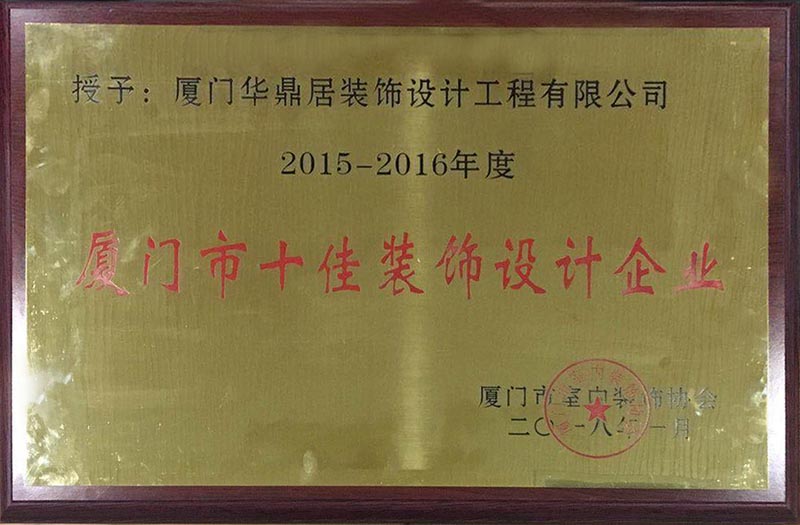 授予：厦门华鼎居装饰设计工程有限公司
2015-2016年度
厦门市十佳装饰设计企业
厦门市室内装饰协会
二〇一八年一月